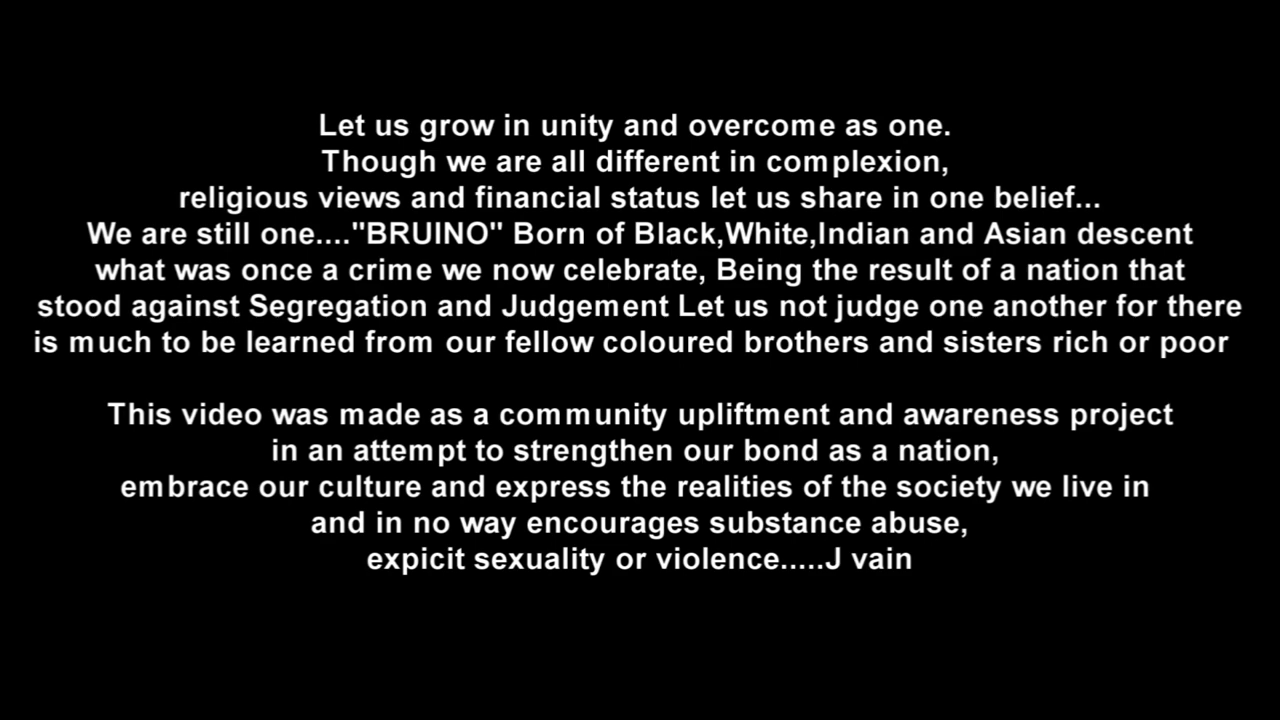 Let us grow in unity and overcome as one.
Though we are all different in complexion,
religious views and financial status let us share in one belief...
We are still one...."BRUINO" Born of Black,White,Indian and Asian descent
what was once a crime we now celebrate, Being the result of a nation that
stood against Segregation and Judgement Let us not judge one another for there
is much to be learned from our fellow coloured brothers and sisters rich or poor
This video was made as a community upliftment and awareness project
in an attempt to strengthen our bond as a nation,
embrace our culture and express the realities of the society we live in
and in no way encourages substance abuse,
expicit sexuality or violence.....J vain